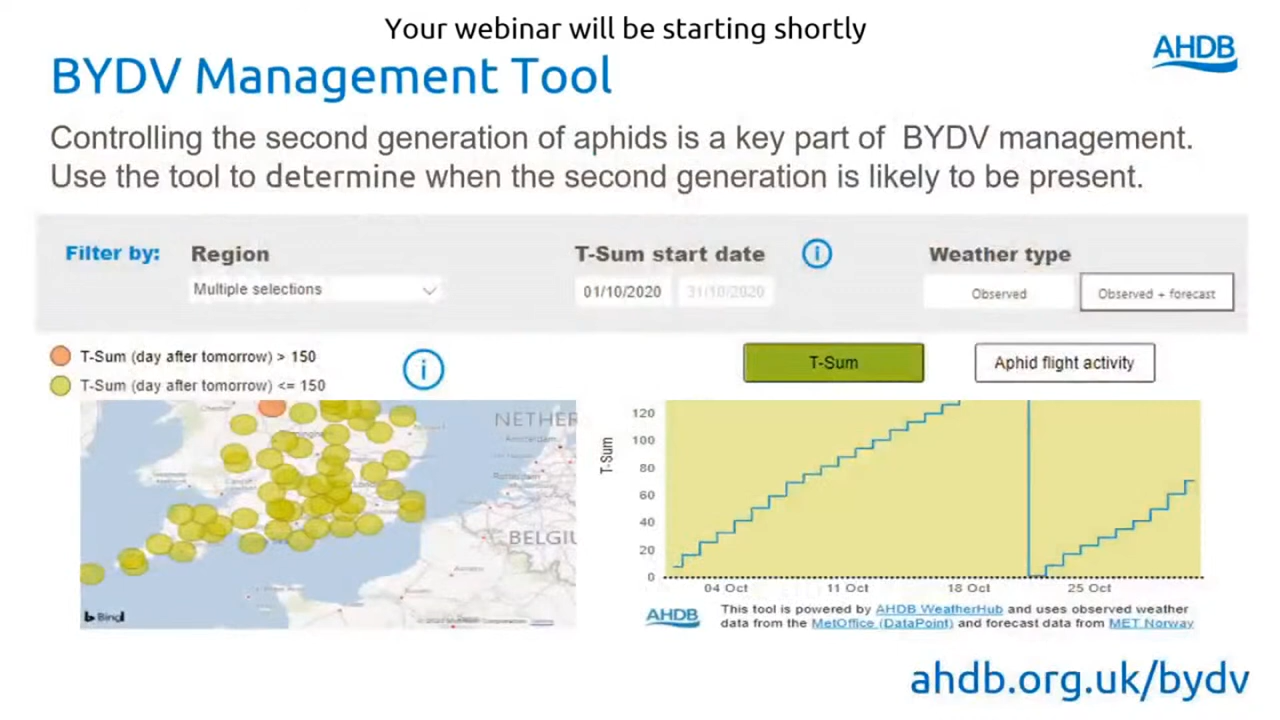 Your webinar will be starting shortly
AHDB
BYDV Management Tool
Controlling the second generation of aphids is a key part of BYDV management.
Use the tool to determine when the second generation is likely to be present.
Filter by:
Region
T-Sum start date
i
Weather type
Multiple selections
01/10/2020
31/10/2020
Observed
Observed + forecast
T-Sum (day after tomorrow) > 150
T-Sum (day after tomorrow) <= 150
i
T-Sum
Aphid flight activity
NETHER
BELGIU
Bing
T-Sum
120
100
80
60
40
20
0
04 Oct
11 Oct
18 Oct
25 Oct
AHDB
This tool is powered by AHDB WeatherHub and uses observed weather
data from the MetOffice (DataPoint) and forecast data from MET Norway
ahdb.org.uk/bydv